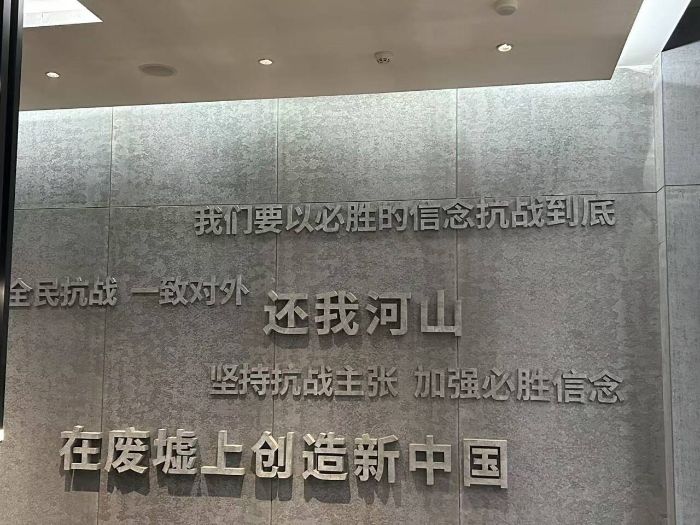 我们要以必胜的信念抗战到底
全民抗战 一致对外
还我河山
坚持抗战主张 加强必胜信念
在废墟上创造新中国